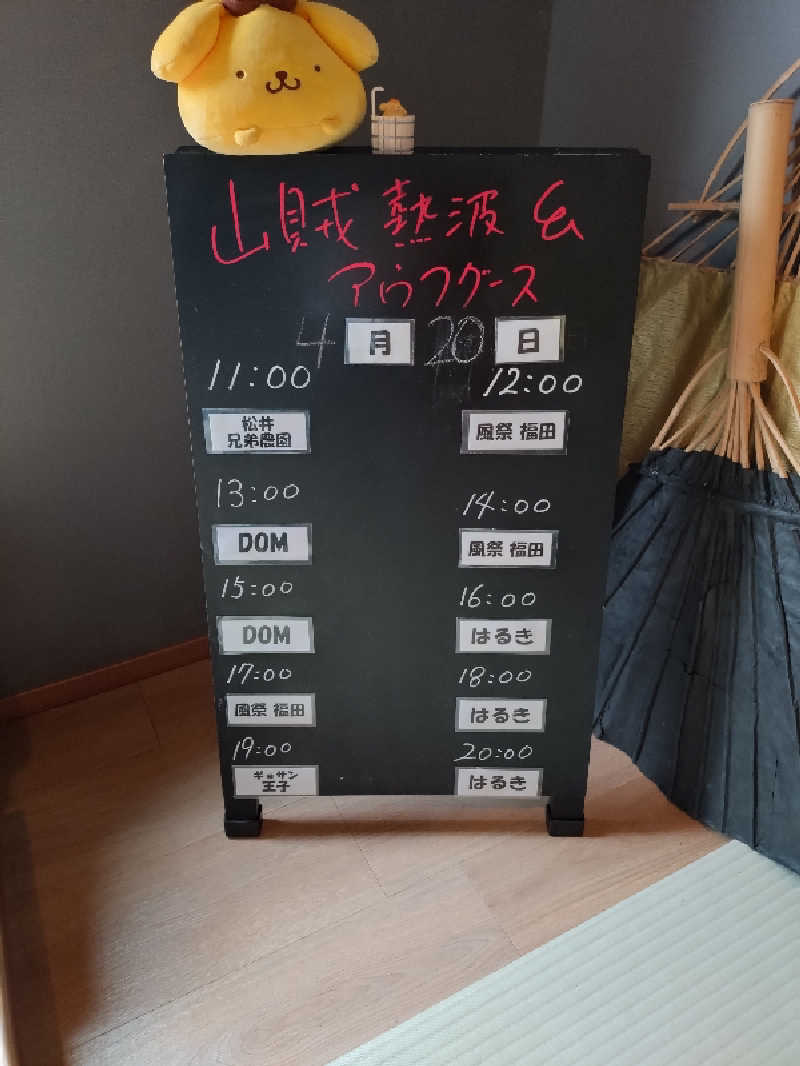 山賊 熱波 &
アウフグース
4 月 20 日
11:00 12:00
松井
兄弟農園
風祭 福田
13:00 14:00
DOM 風祭 福田
15:00 16:00
DOM はるき
17:00 18:00
風祭 福田 はるき
19:00 20:00
ギョサン
王子
はるき